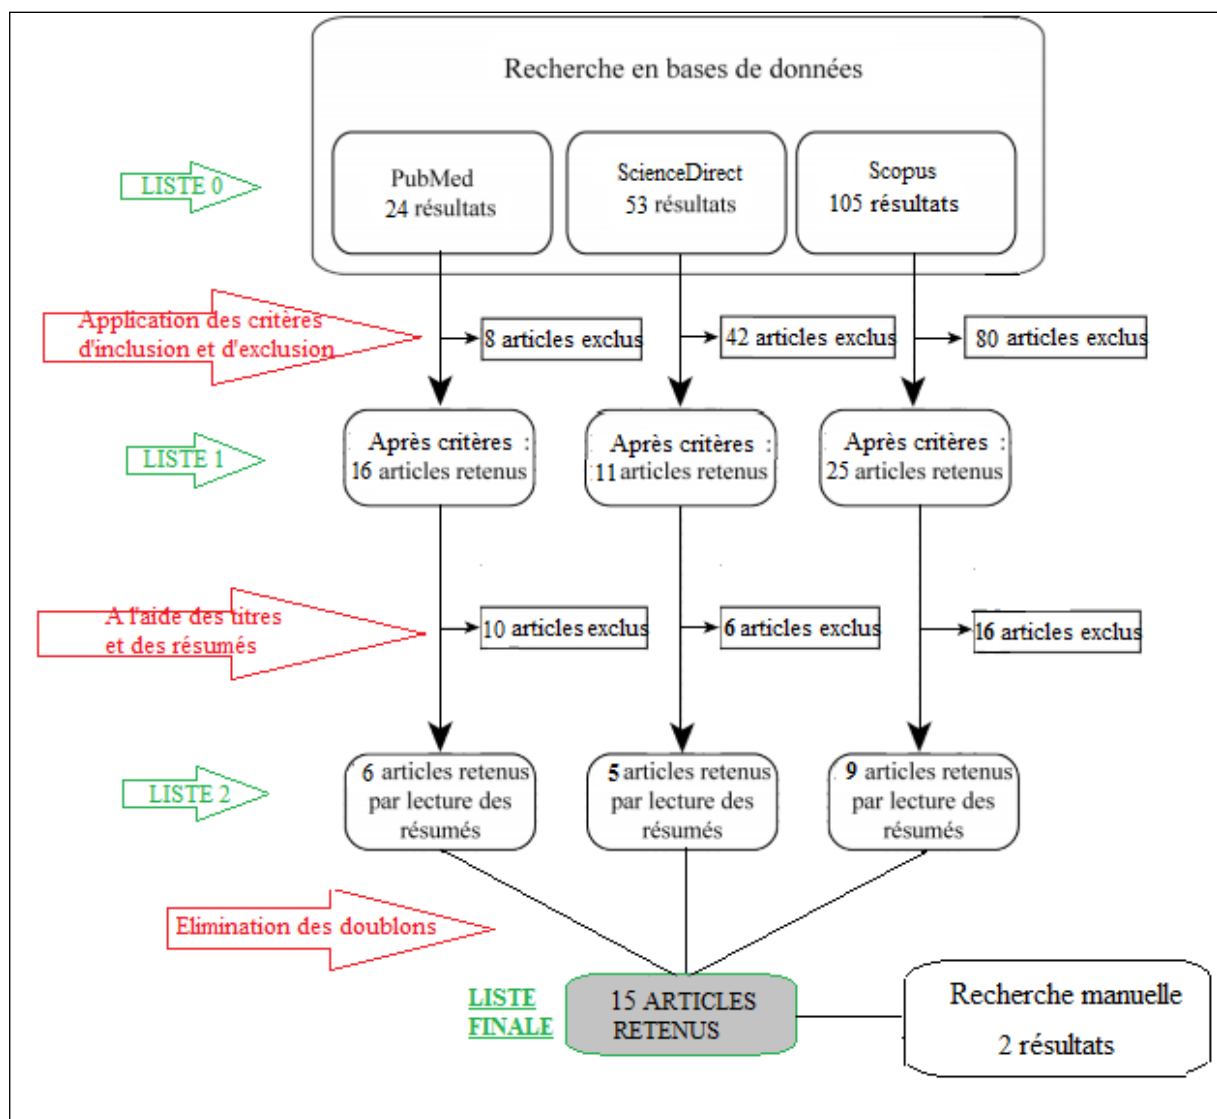 Recherche en bases de données
LISTE 0
PubMed
24 résultats
ScienceDirect
53 résultats
Scopus
105 résultats
Application des critères
d'inclusion et d'exclusion
8 articles exclus
42 articles exclus
80 articles exclus
LISTE 1
Après critères :
16 articles retenus
Après critères :
11 articles retenus
Après critères :
25 articles retenus
A l'aide des titres
et des résumés
10 articles exclus
6 articles exclus
16 articles exclus
LISTE 2
6 articles retenus
par lecture des
résumés
5 articles retenus
par lecture des
résumés
9 articles retenus
par lecture des
résumés
Elimination des doublons
LISTE
FINALE
15 ARTICLES
RETENUS
Recherche manuelle
2 résultats